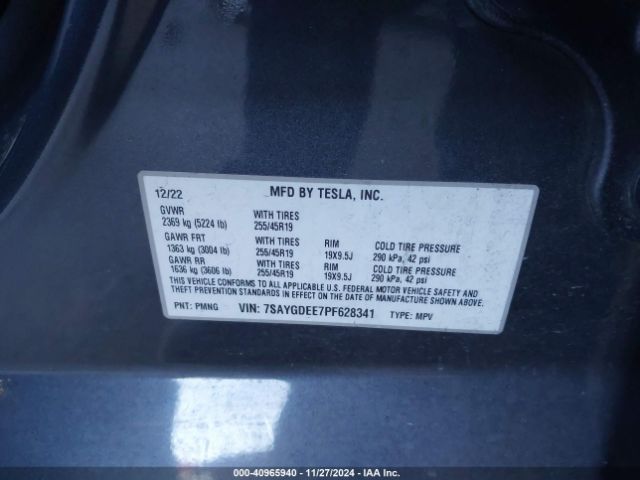 12/22 MFD BY TESLA, INC.
GVWR WITH TIRES
2369 kg (5224 lb) 255/45R19
GAWR FRT WITH TIRES RIM COLD TIRE PRESSURE
1363 kg (3004 lb) 255/45R19 19X9.5J 290 kPa, 42 psi
GAWR RR WITH TIRES RIM COLD TIRE PRESSURE
1636 kg (3606 lb) 255/45R19 19X9.5J 290 kPa, 42 psi
THIS VEHICLE CONFORMS TO ALL APPLICABLE U.S. FEDERAL MOTOR VEHICLE SAFETY AND
THEFT PREVENTION STANDARDS IN EFFECT ON THE DATE OF MANUFACTURE SHOWN ABOVE.
PNT: PMNG VIN: 7SAYGDEE7PF628341 TYPE: MPV
000-40965940 - 11/27/2024 - IAA Inc.